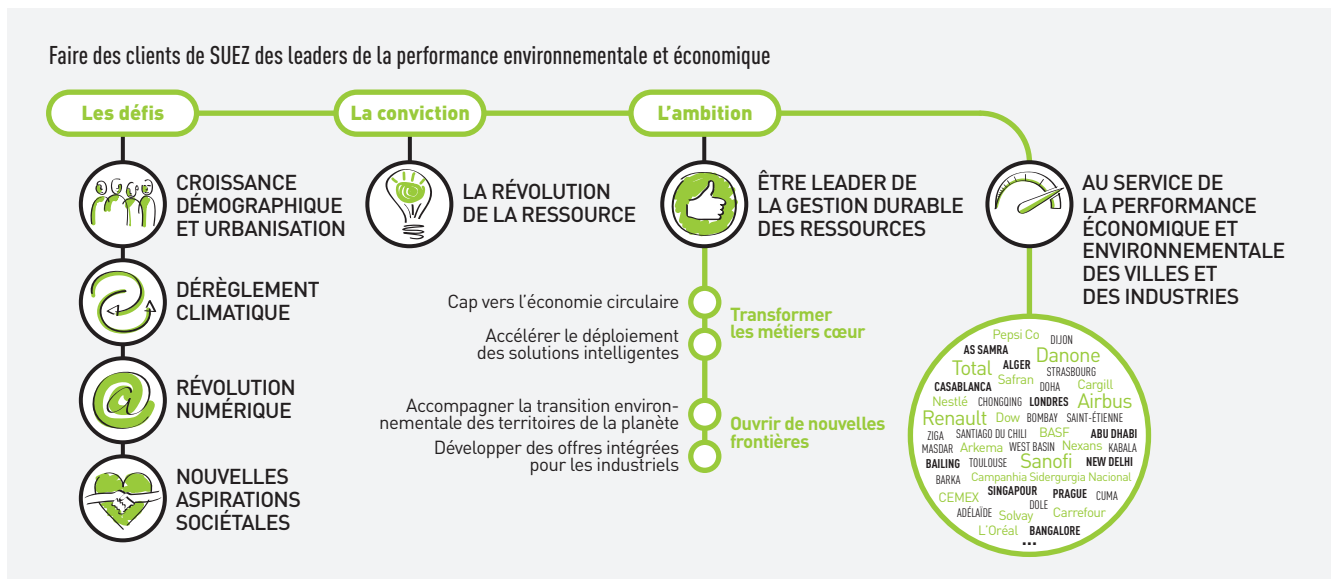 Faire des clients de SUEZ des leaders de la performance environnementale et économique
Les défis
CROISSANCE
DÉMOGRAPHIQUE
ET URBANISATION
DÉRÈGLEMENT
CLIMATIQUE
@
RÉVOLUTION
NUMÉRIQUE
NOUVELLES
ASPIRATIONS
SOCIÉTALES
La conviction
LA RÉVOLUTION
DE LA RESSOURCE
L'ambition
ÊTRE LEADER DE
LA GESTION DURABLE
DES RESSOURCES
Cap vers l'économie circulaire
Accélérer le déploiement
des solutions intelligentes
Transformer
les métiers cœur
Accompagner la transition environ-
nementale des territoires de la planète
Développer des offres intégrées
pour les industriels
Ouvrir de nouvelles
frontières
AU SERVICE DE
LA PERFORMANCE
ÉCONOMIQUE ET
ENVIRONNEMENTALE
DES VILLES ET
DES INDUSTRIES
Pepsi Co DIJON
AS SAMRA Danone
Total ALGER STRASBOURG
CASABLANCA Safran DOHA Cargill
Nestlé CHONGQING LONDRES Airbus
Renault Dow BOMBAY SAINT-ÉTIENNE
ZIGA SANTIAGO DU CHILI BASF ABU DHABI
MASDAR Arkema WEST BASIN Nexans KABALA
BAILING TOULOUSE Sanofi NEW DELHI
BARKA Campanhia Sidergurgia Nacional
CEMEX SINGAPOUR PRAGUE CUMA
ADÉLAÏDE Solvay DOLE Carrefour
L'Oréal BANGALORE
...